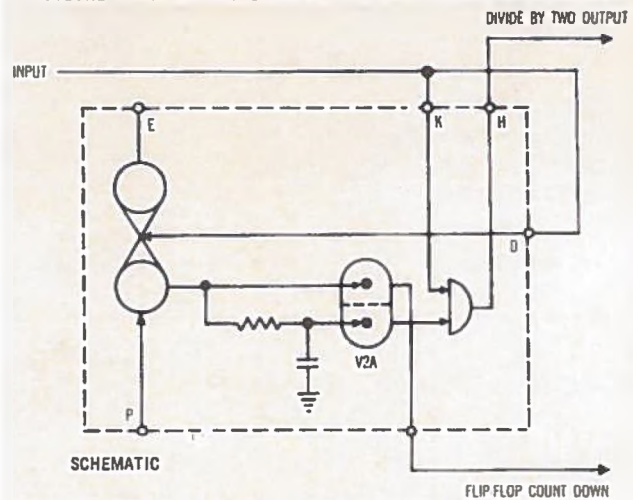 DIVIDE BY TWO OUTPUT
INPUT
E
K
H
D
V2A
P
SCHEMATIC
FLIP-FLOP COUNT DOWN